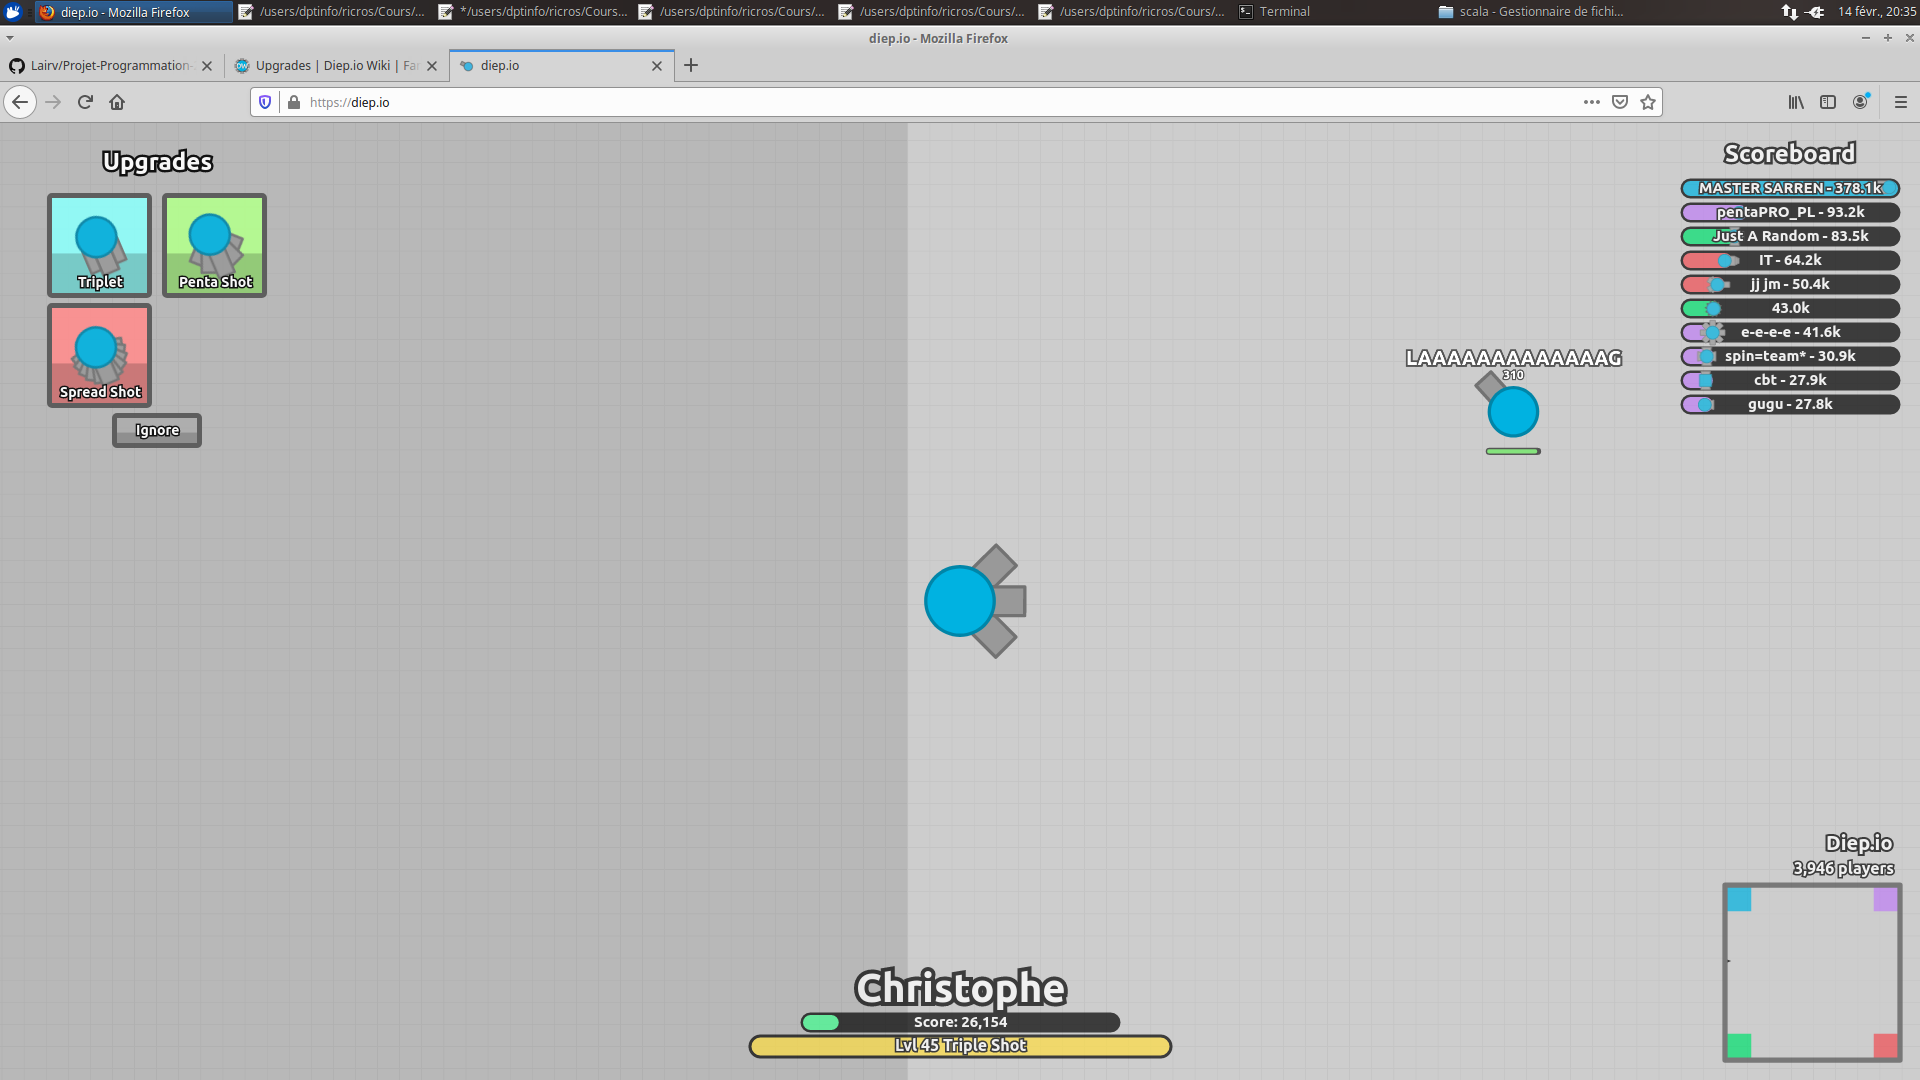 diep.io - Mozilla Firefox
/users/dptinfo/ricros/Cours/...
*/users/dptinfo/ricros/Cours...
/users/dptinfo/ricros/Cours/...
/users/dptinfo/ricros/Cours/...
/users/dptinfo/ricros/Cours/...
Terminal
scala - Gestionnaire de fichi...
14 févr., 20:35
diep.io - Mozilla Firefox
Lairv/Projet-Programmation-
Upgrades | Diep.io Wiki | Fa
diep.io
https://diep.io
Upgrades
Triplet
Penta Shot
Spread Shot
Ignore
LAAAAAAAAAAAAAG
310
Scoreboard
MASTER SARREN - 378.1k
pentaPRO_PL - 93.2k
Just A Random - 83.5k
IT - 64.2k
jj jm - 50.4k
43.0k
e-e-e-e - 41.6k
spin=team* - 30.9k
cbt - 27.9k
gugu - 27.8k
Diep.io
3,946 players
Christophe
Score: 26,154
Lvl 45 Triple Shot